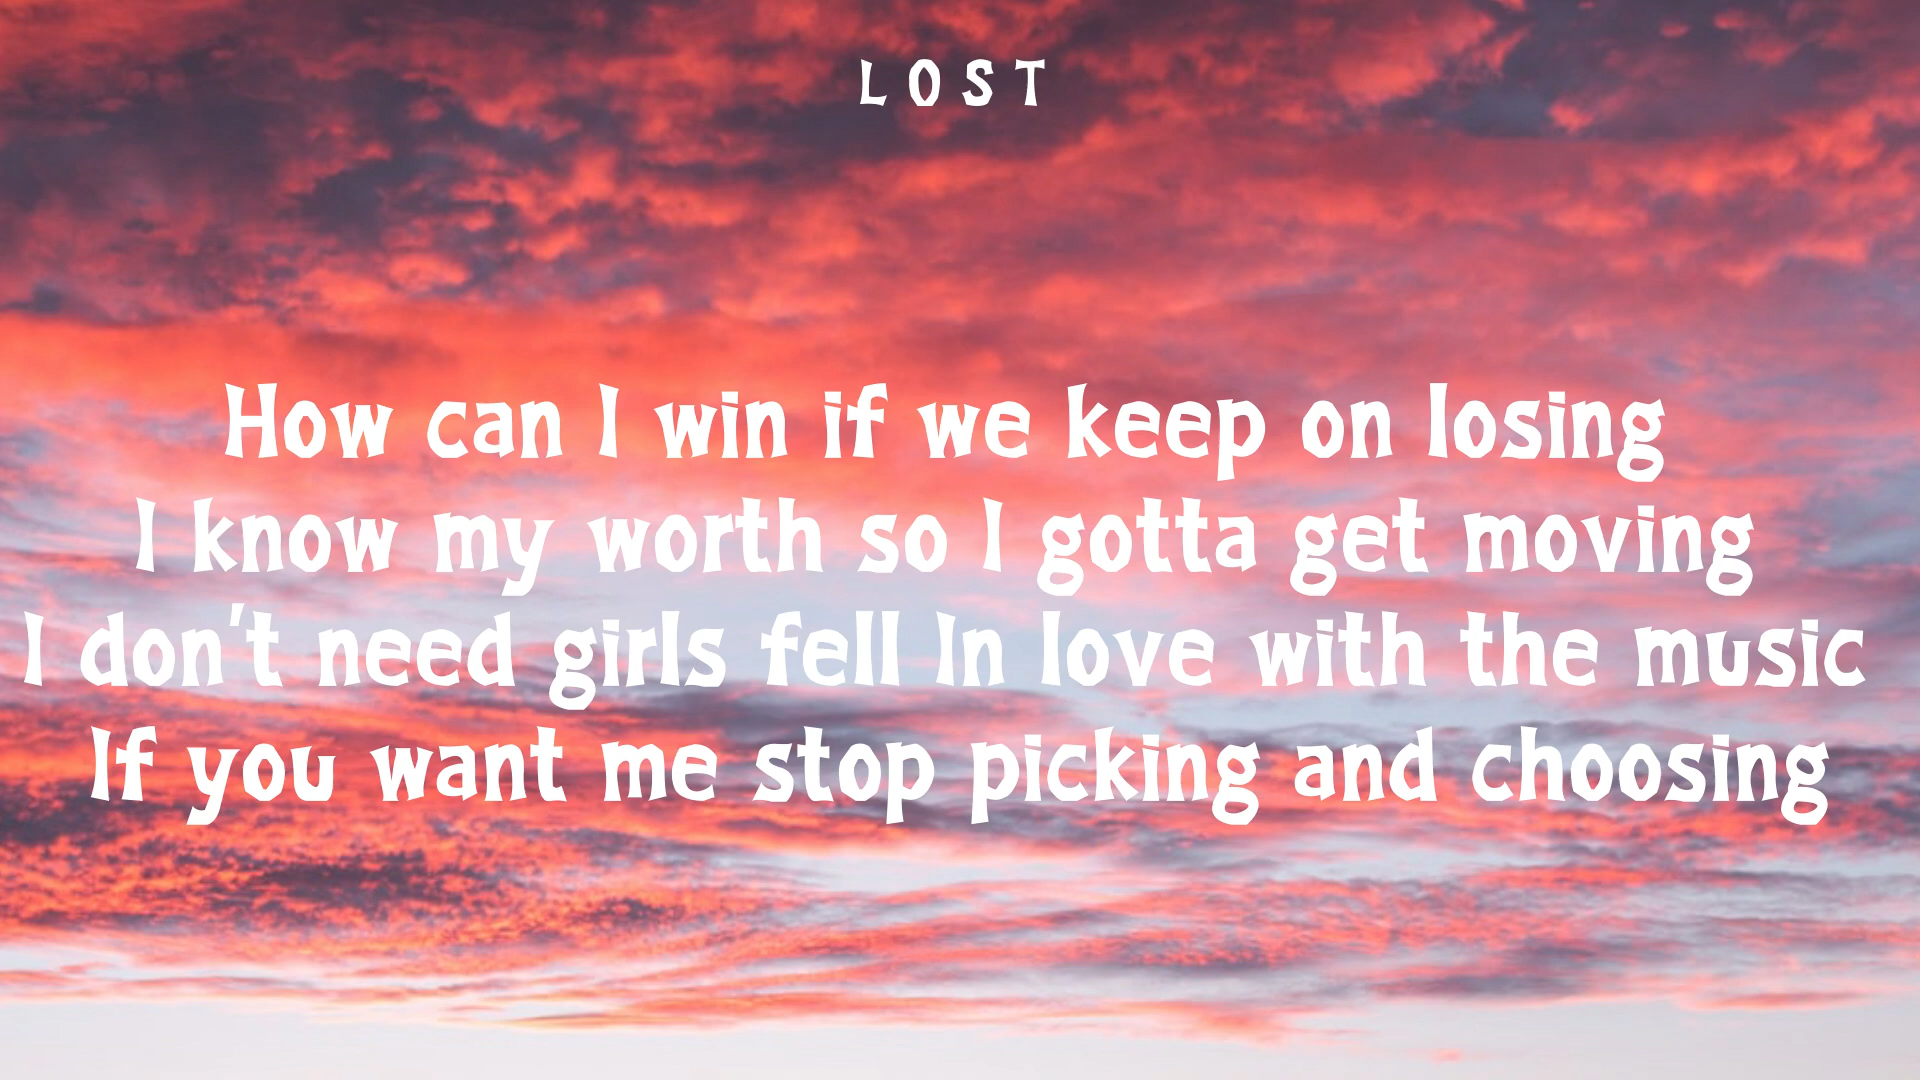 LOST
How can I win if we keep on losing
I know my worth so I gotta get moving
I don't need girls fell In love with the music
If you want me stop picking and choosing